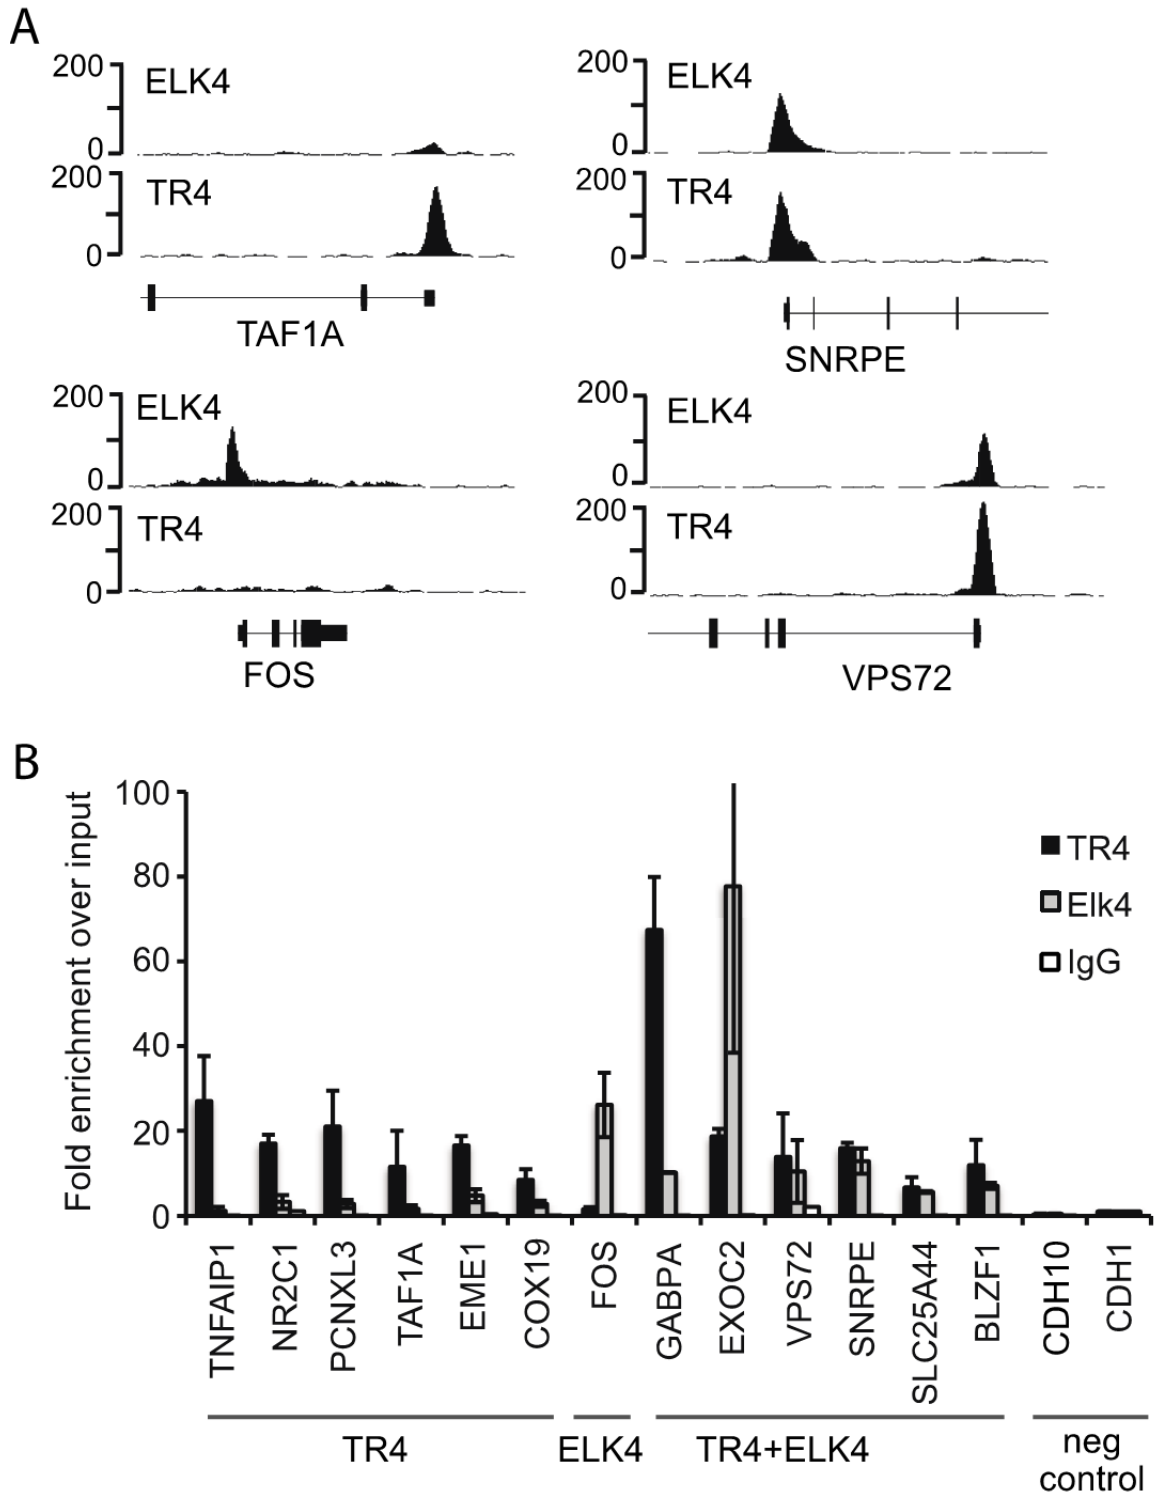 A
200
ELK4
0
200
TR4
0
TAF1A
200
ELK4
0
200
TR4
0
SNRPE
200
ELK4
0
200
TR4
0
FOS
200
ELK4
0
200
TR4
0
VPS72
B
Fold enrichment over input
100
80
60
40
20
0
TR4
Elk4
IgG
TNFAIP1
NR2C1
PCNXL3
TAF1A
EME1
COX19
FOS
GABPA
EXOC2
VPS72
SNRPE
SLC25A44
BLZF1
CDH10
CDH1
TR4
ELK4
TR4+ELK4
neg
control